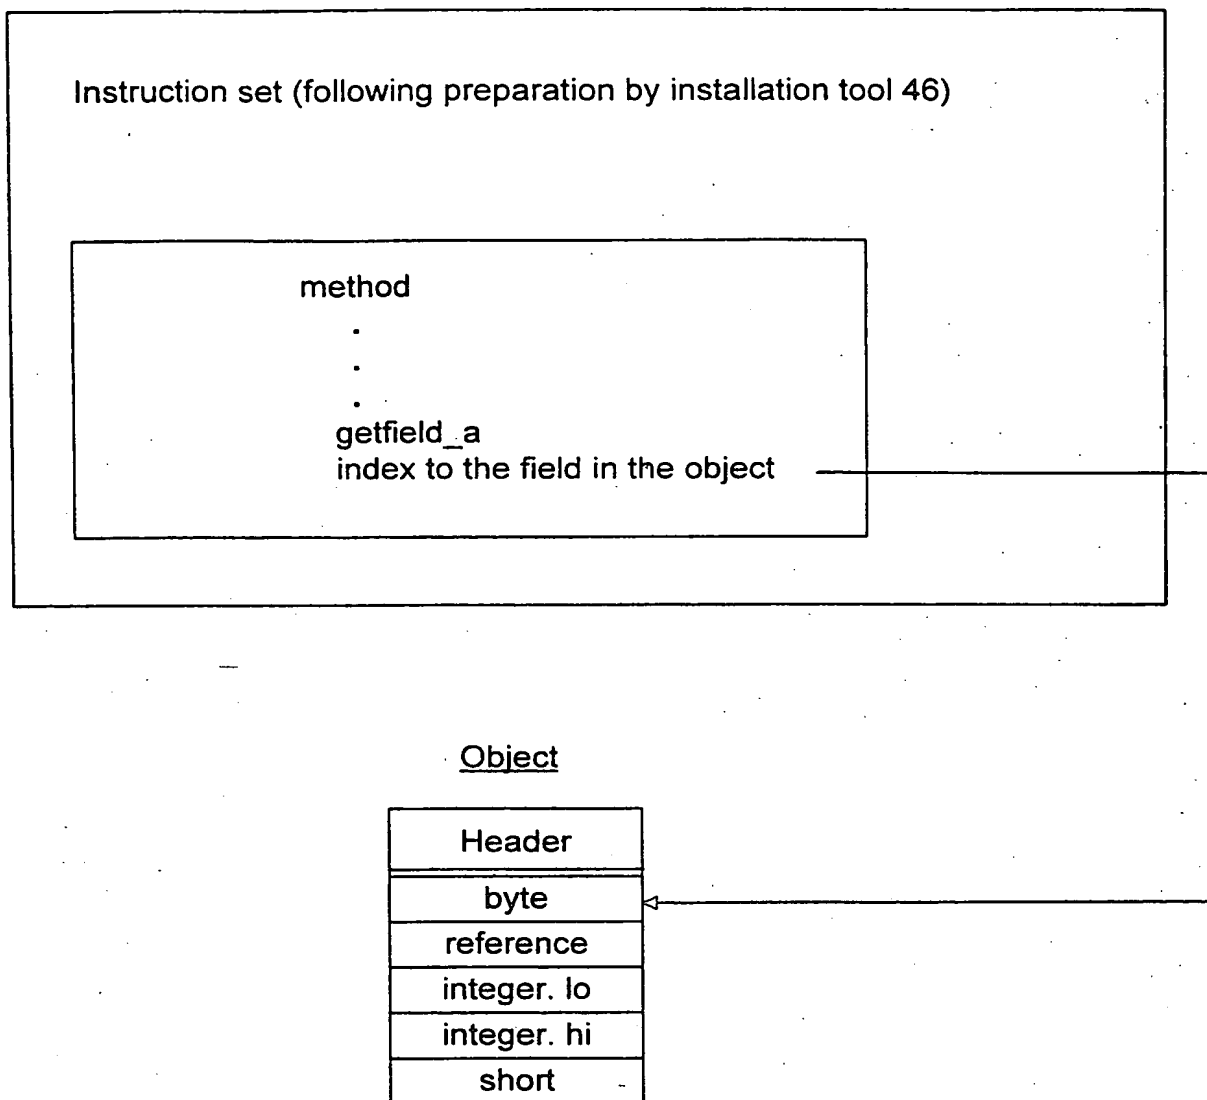 Instruction set (following preparation by installation tool 46)
method
.
.
.
getfield_a
index to the field in the object
Object
Header
byte
reference
integer. lo
integer. hi
short